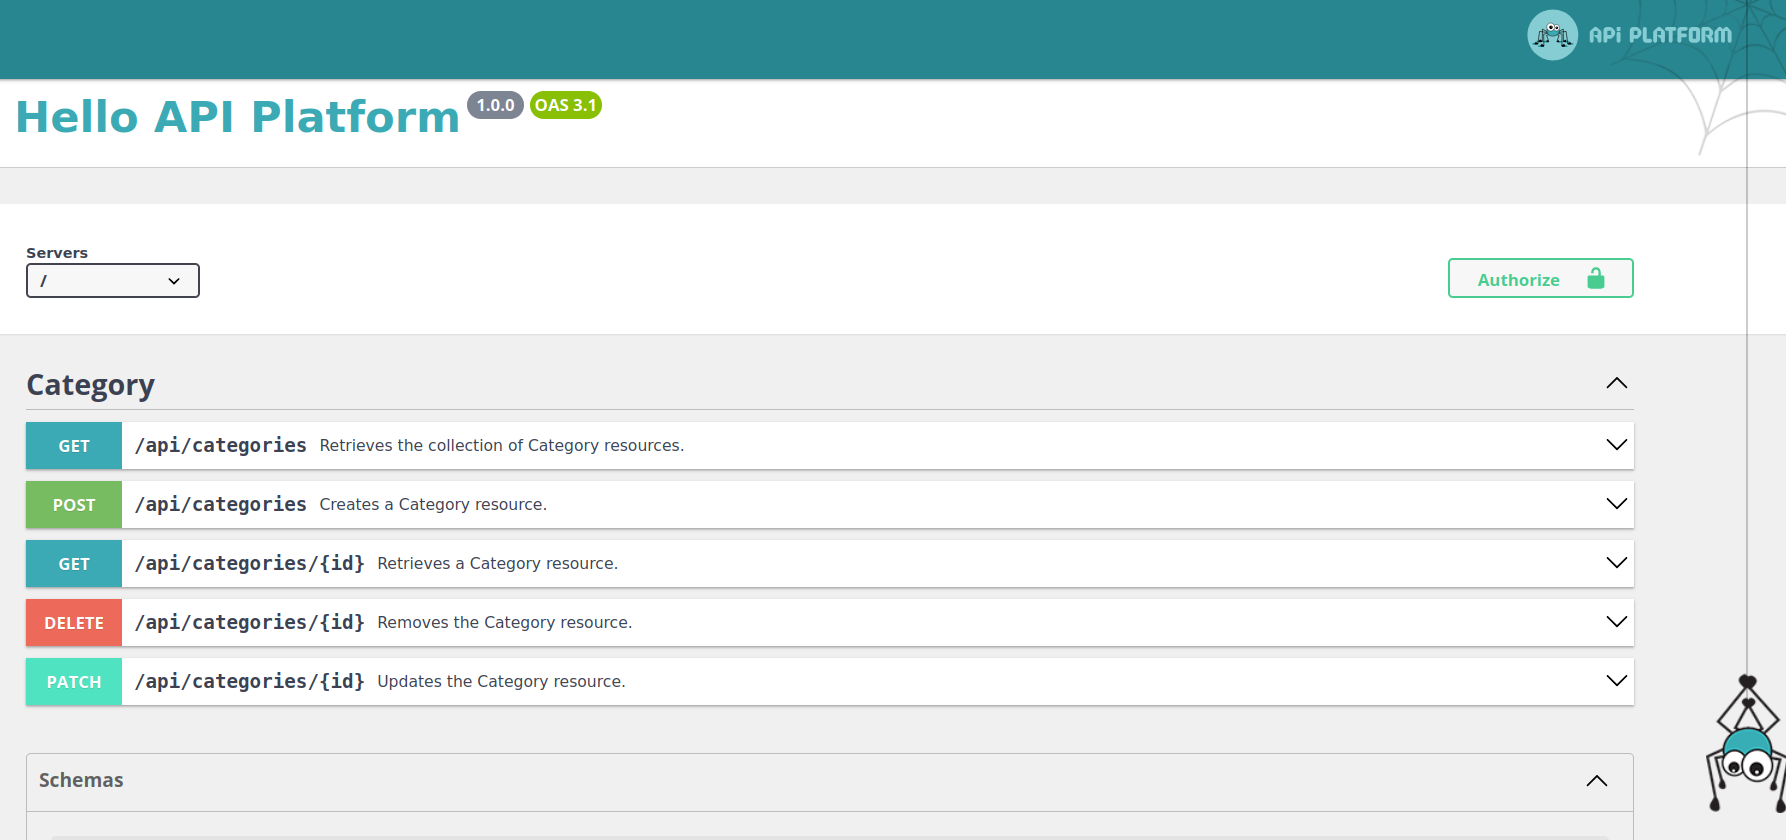 API PLATFORM
Hello API Platform 1.0.0 OAS 3.1
Servers
/
Authorize
Category
GET /api/categories Retrieves the collection of Category resources.
POST /api/categories Creates a Category resource.
GET /api/categories/{id} Retrieves a Category resource.
DELETE /api/categories/{id} Removes the Category resource.
PATCH /api/categories/{id} Updates the Category resource.
Schemas